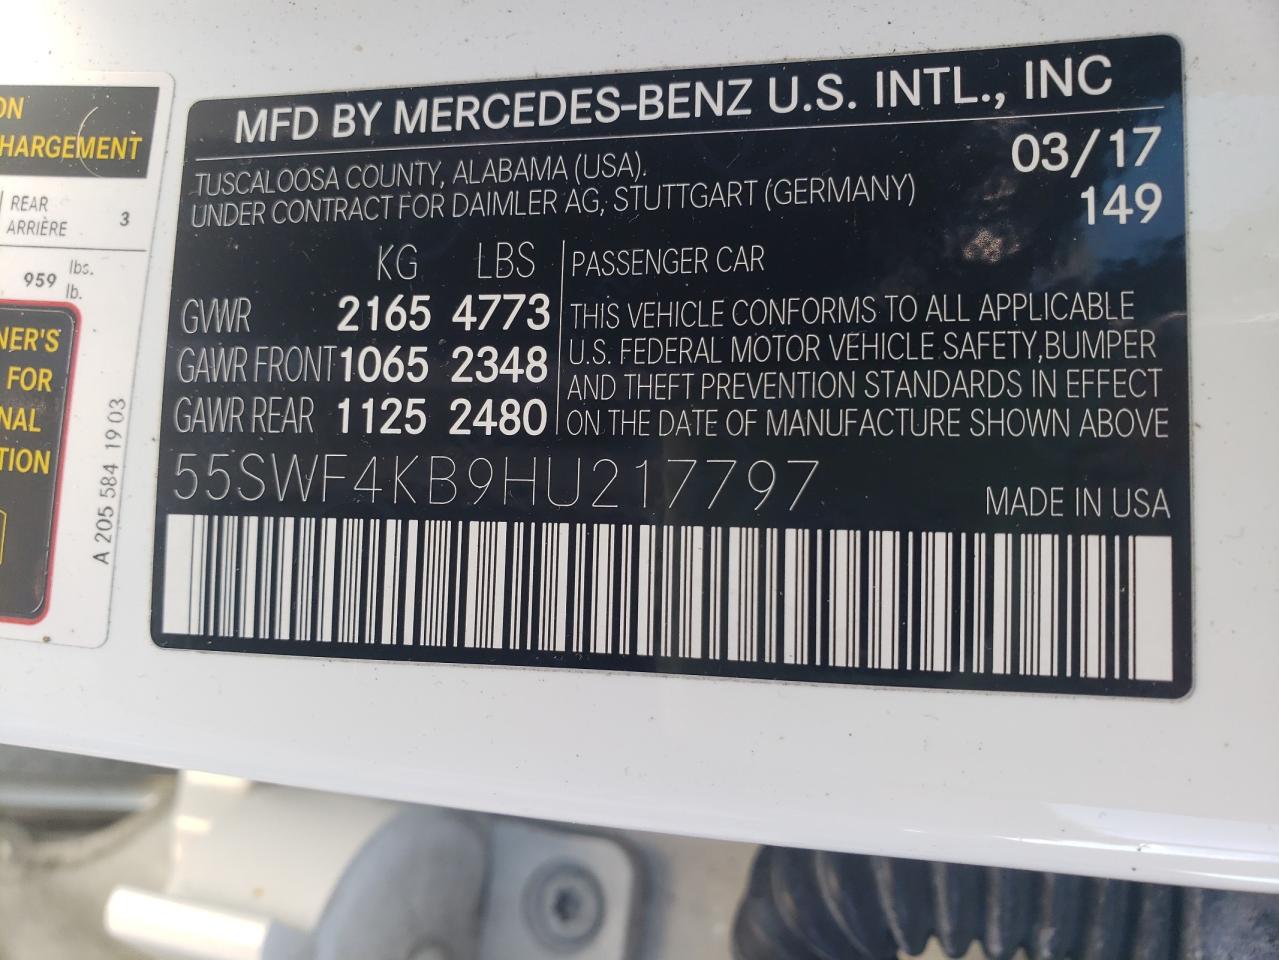 ON
HARGEMENT
REAR
ARRIÈRE 3
959 lbs.
lb.
NER'S
FOR
NAL
TION
A 205 584 19 03
MFD BY MERCEDES-BENZ U.S. INTL., INC
TUSCALOOSA COUNTY, ALABAMA (USA). 03/17
UNDER CONTRACT FOR DAIMLER AG, STUTTGART (GERMANY) 149
KG LBS
GVWR 2165 4773
GAWR FRONT 1065 2348
GAWR REAR 1125 2480
PASSENGER CAR
THIS VEHICLE CONFORMS TO ALL APPLICABLE
U.S. FEDERAL MOTOR VEHICLE SAFETY,BUMPER
AND THEFT PREVENTION STANDARDS IN EFFECT
ON THE DATE OF MANUFACTURE SHOWN ABOVE
55SWF4KB9HU217797
MADE IN USA